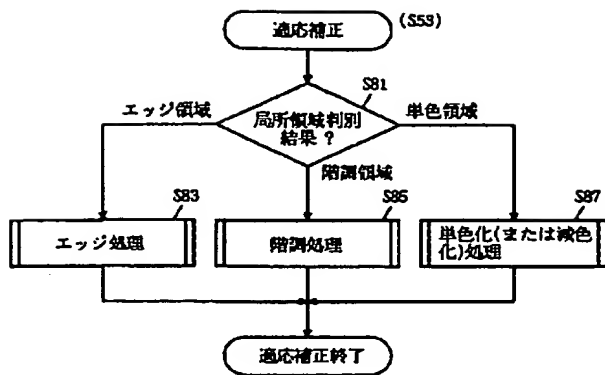 適応補正
(S53)
S81
エッジ領域
単色領域
局所領域判別
結果 ?
階調領域
S83
S85
S87
エッジ処理
階調処理
単色化(または減色
化)処理
適応補正終了